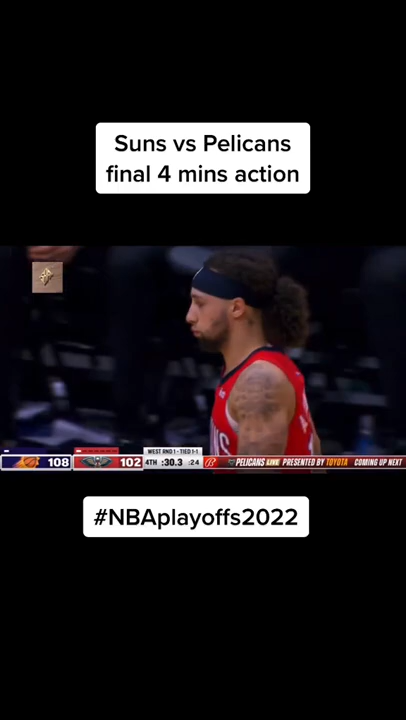 Suns vs Pelicans
final 4 mins action
WEST RND 1 · TIED 1-1
108 102 4TH :30.3 :24 PELICANS LIVE PRESENTED BY TOYOTA COMING UP NEXT
#NBAplayoffs2022